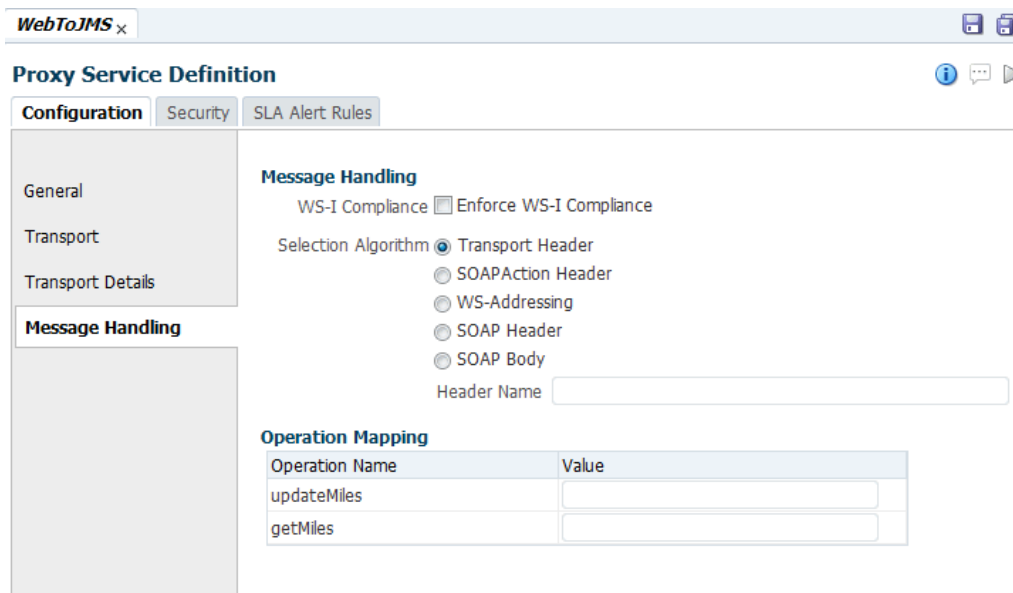 WebToJMS ×
Proxy Service Definition
Configuration Security SLA Alert Rules
General
Transport
Transport Details
Message Handling
Message Handling
WS-I Compliance Enforce WS-I Compliance
Selection Algorithm Transport Header
SOAPAction Header
WS-Addressing
SOAP Header
SOAP Body
Header Name
Operation Mapping
Operation Name Value
updateMiles
getMiles